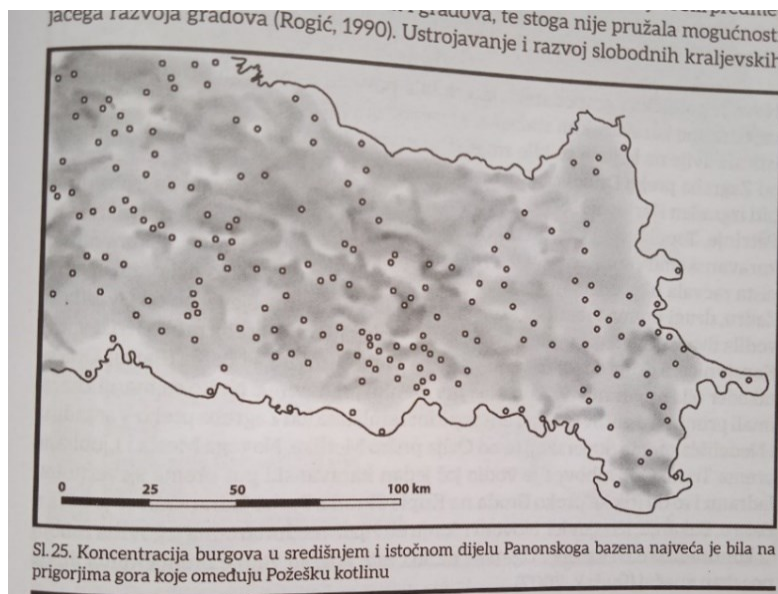 gradova, te stoga nije pružala mogućnost
jačega razvoja gradova (Rogić, 1990). Ustrojavanje i razvoj slobodnih kraljevskih
0 25 50 100 km
Sl.25. Koncentracija burgova u središnjem i istočnom dijelu Panonskoga bazena najveća je bila na
prigorjima gora koje omeđuju Požešku kotlinu